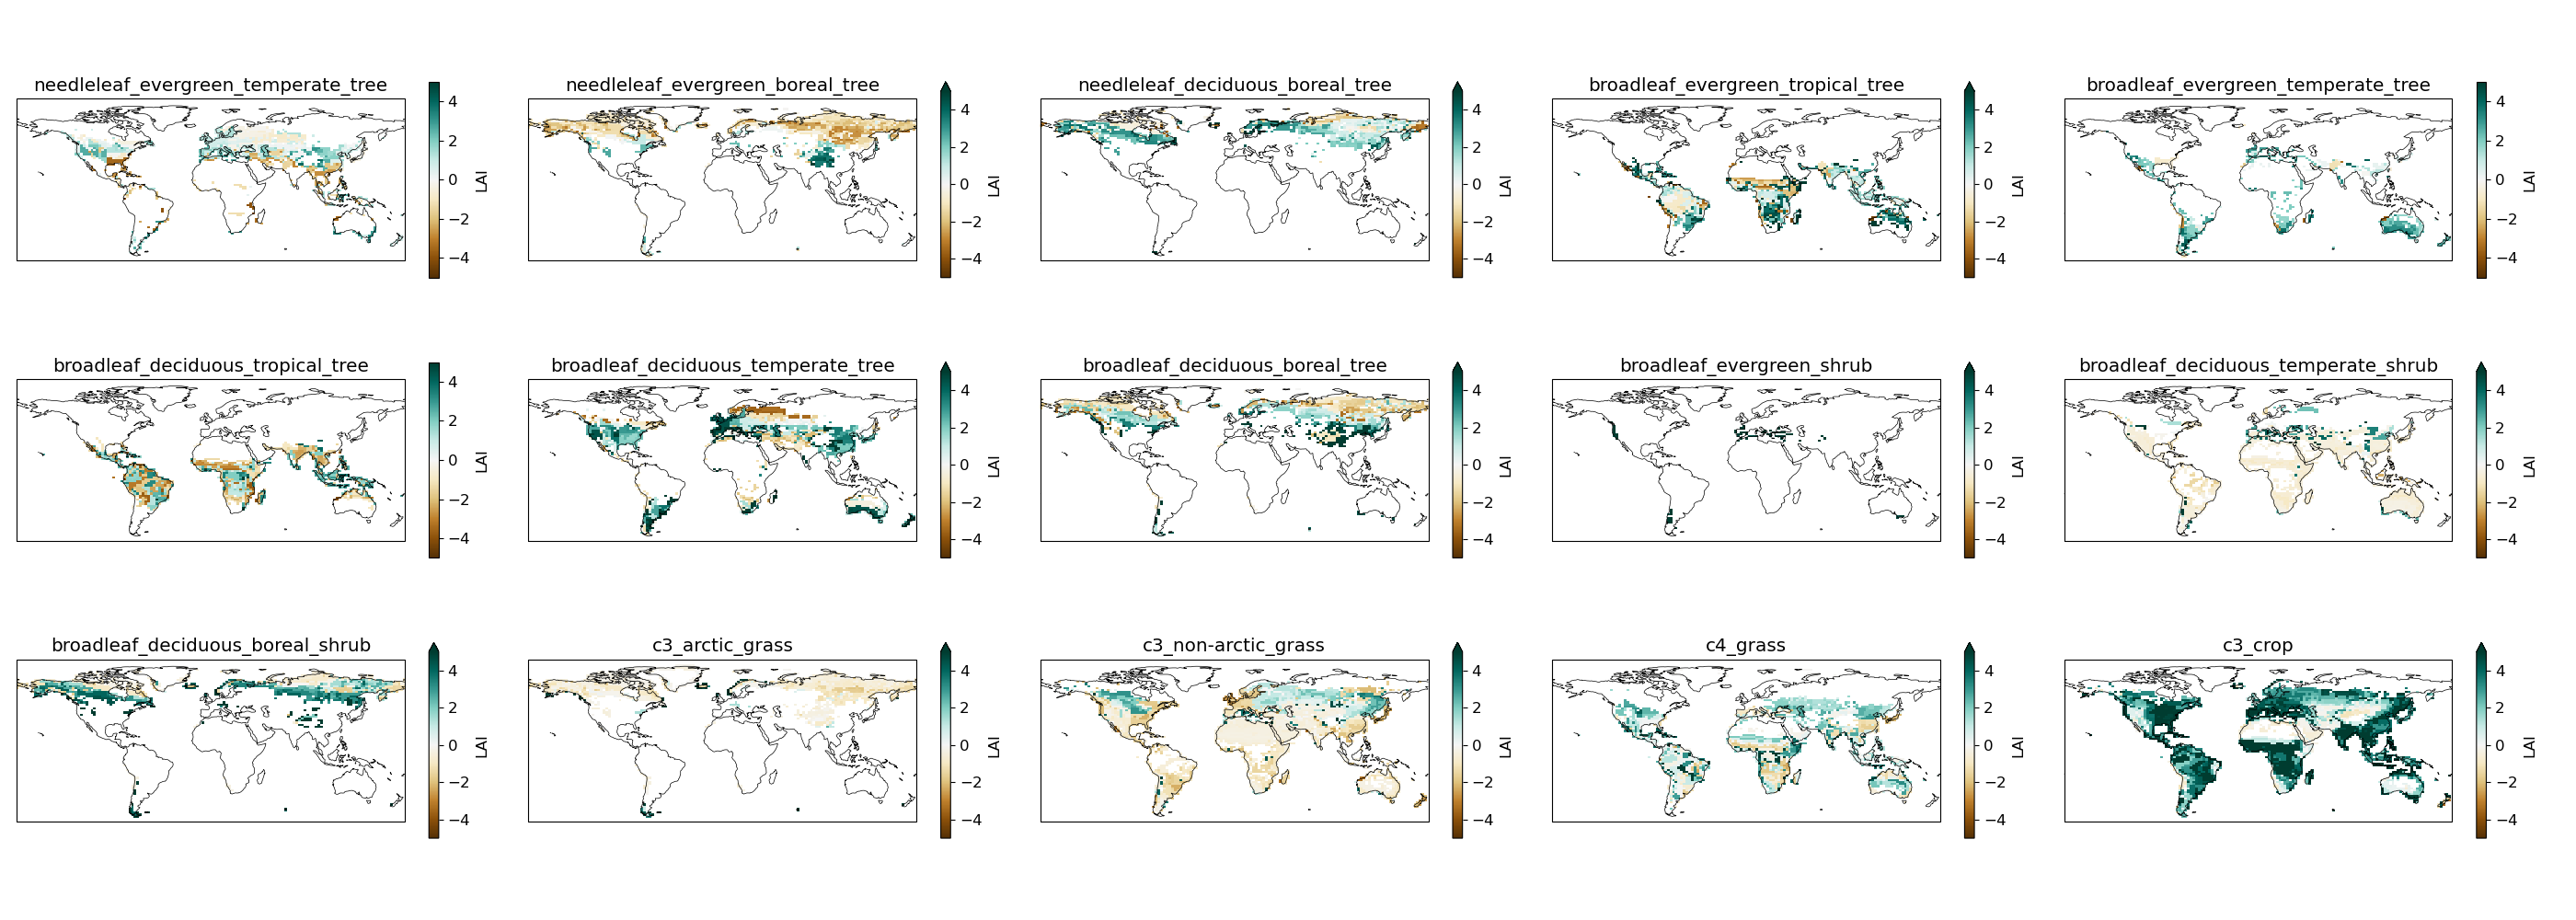 needleleaf_evergreen_temperate_tree
4
2
0
−2
−4
LAI
needleleaf_evergreen_boreal_tree
4
2
0
−2
−4
LAI
needleleaf_deciduous_boreal_tree
4
2
0
−2
−4
LAI
broadleaf_evergreen_tropical_tree
4
2
0
−2
−4
LAI
broadleaf_evergreen_temperate_tree
4
2
0
−2
−4
LAI
broadleaf_deciduous_tropical_tree
4
2
0
−2
−4
LAI
broadleaf_deciduous_temperate_tree
4
2
0
−2
−4
LAI
broadleaf_deciduous_boreal_tree
4
2
0
−2
−4
LAI
broadleaf_evergreen_shrub
4
2
0
−2
−4
LAI
broadleaf_deciduous_temperate_shrub
4
2
0
−2
−4
LAI
broadleaf_deciduous_boreal_shrub
4
2
0
−2
−4
LAI
c3_arctic_grass
4
2
0
−2
−4
LAI
c3_non-arctic_grass
4
2
0
−2
−4
LAI
c4_grass
4
2
0
−2
−4
LAI
c3_crop
4
2
0
−2
−4
LAI